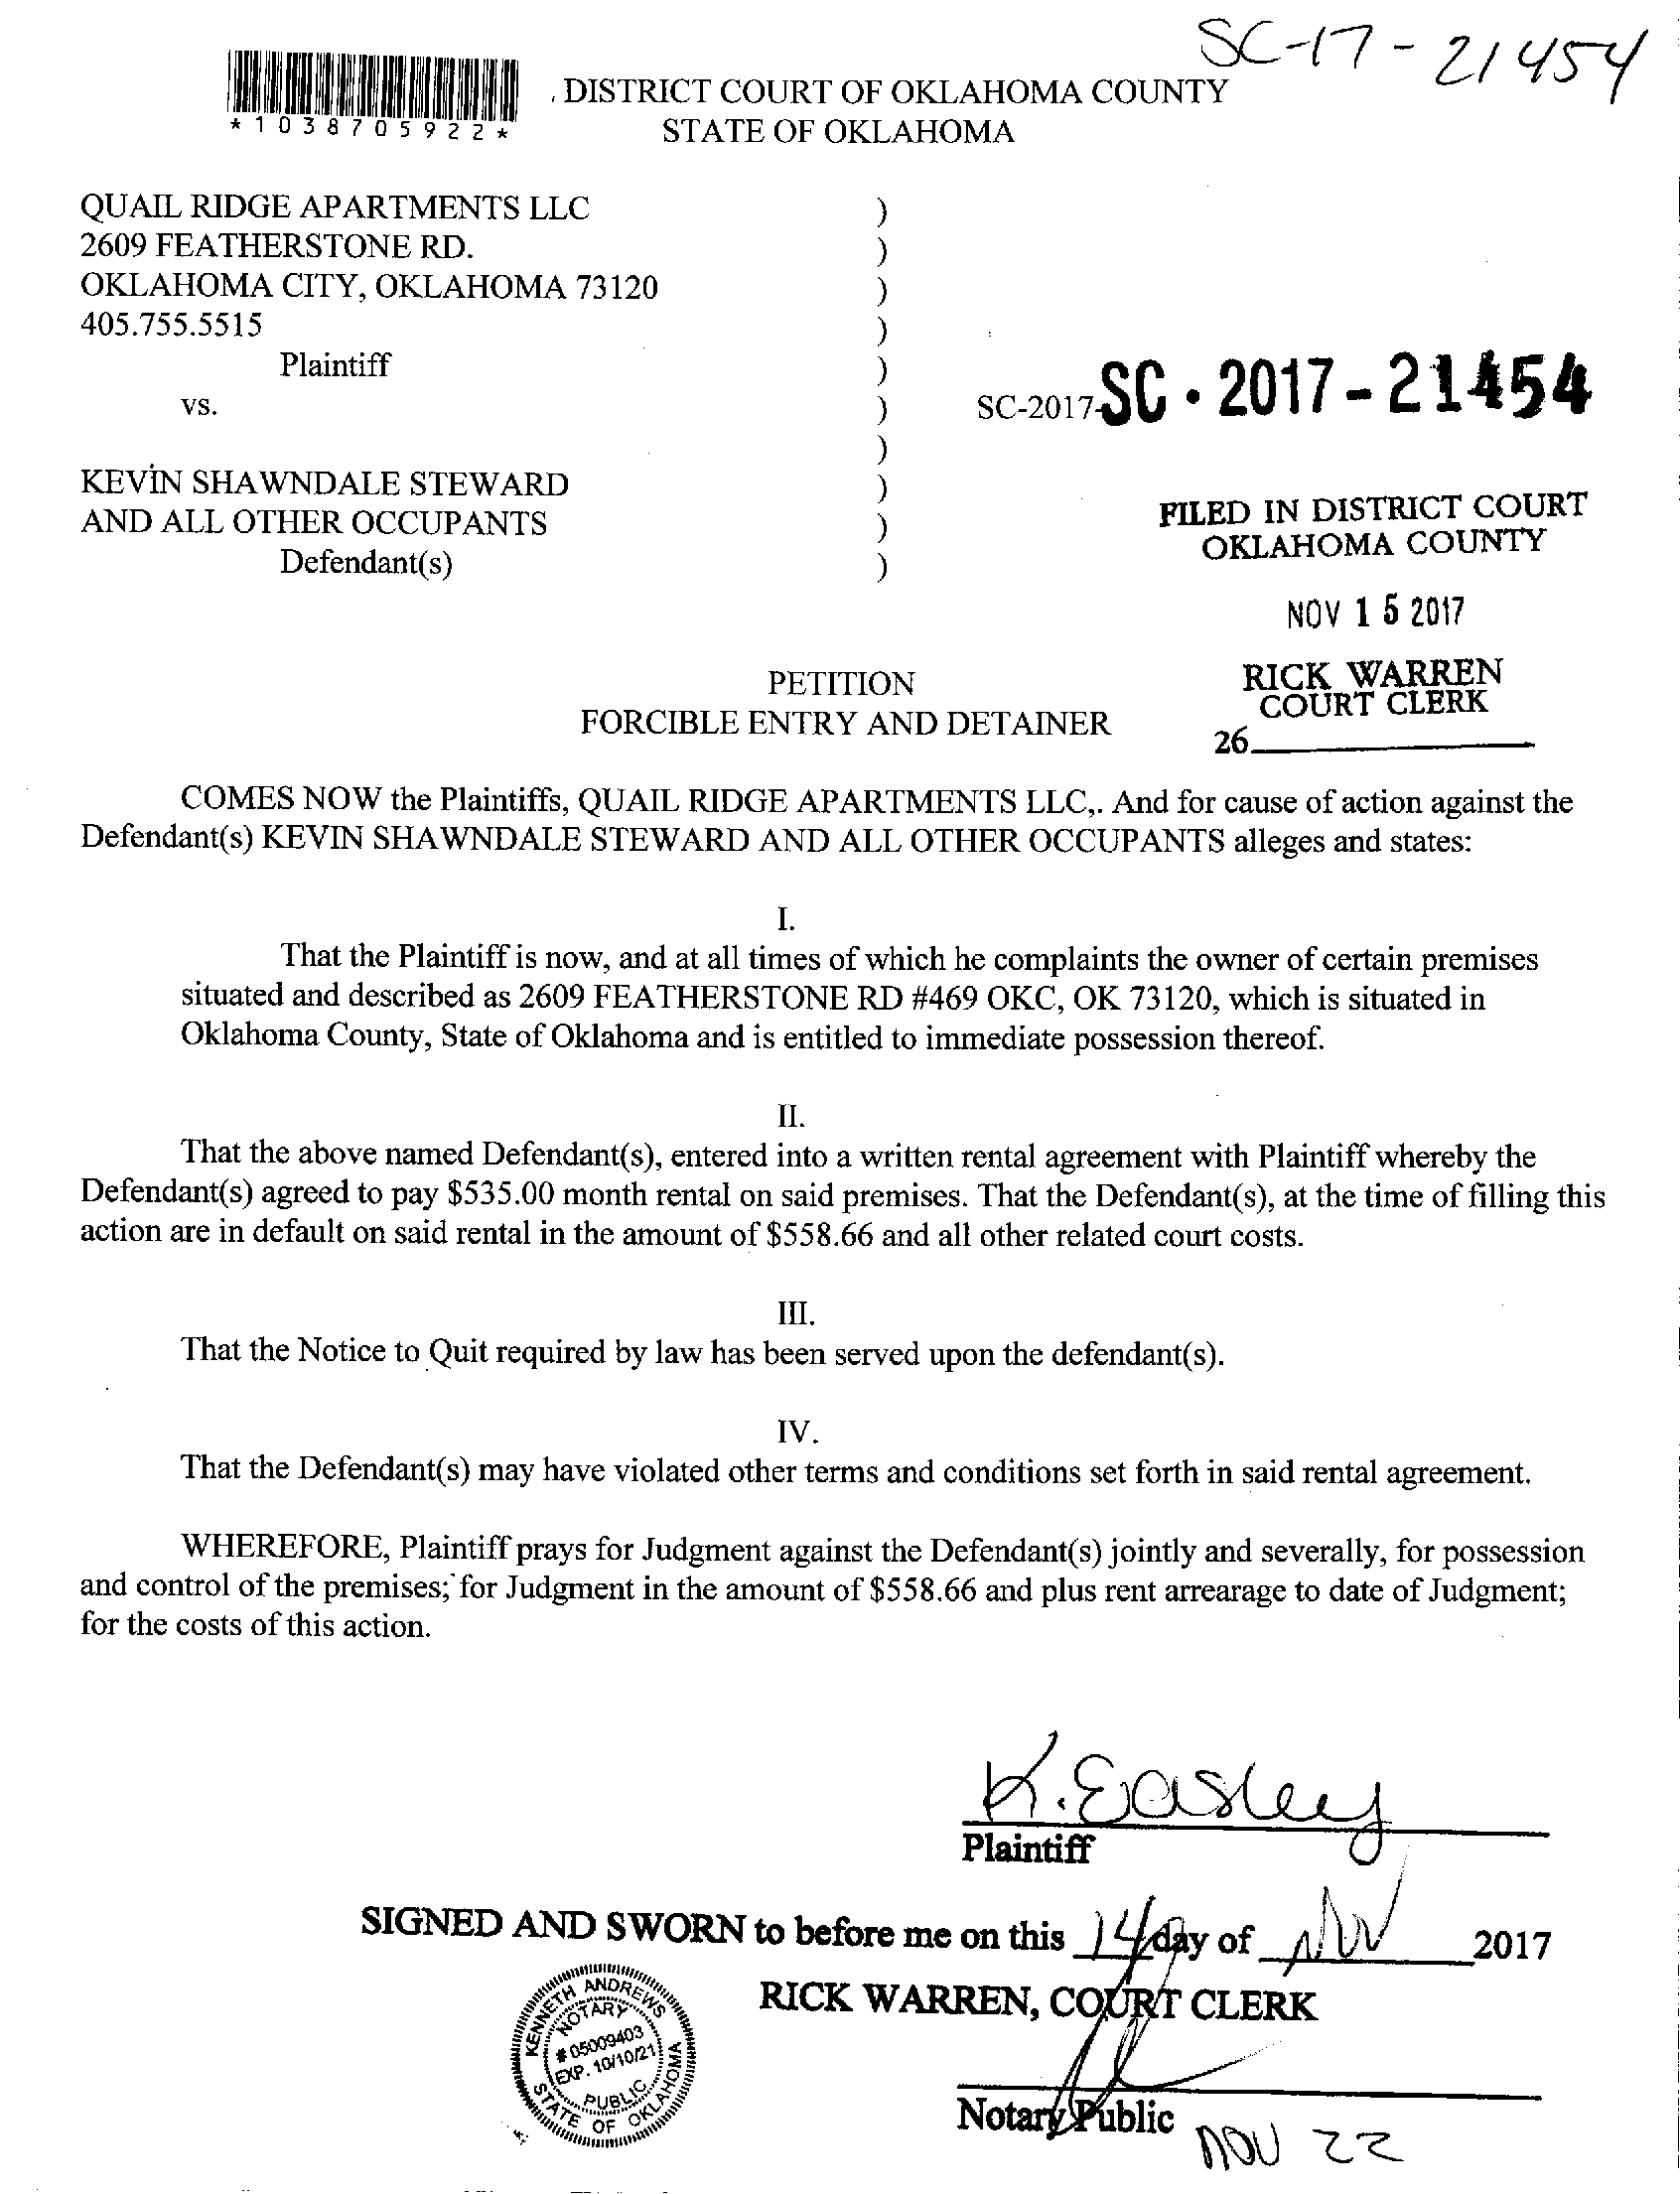 SC-17-21454
*1038705922*
DISTRICT COURT OF OKLAHOMA COUNTY
STATE OF OKLAHOMA
QUAIL RIDGE APARTMENTS LLC )
2609 FEATHERSTONE RD. )
OKLAHOMA CITY, OKLAHOMA 73120 )
405.755.5515 )
Plaintiff )
vs. ) SC-2017-SC · 2017 - 21454
)
KEVIN SHAWNDALE STEWARD )
AND ALL OTHER OCCUPANTS )
Defendant(s) )
FILED IN DISTRICT COURT
OKLAHOMA COUNTY
NOV 15 2017
RICK WARREN
COURT CLERK
26
PETITION
FORCIBLE ENTRY AND DETAINER
COMES NOW the Plaintiffs, QUAIL RIDGE APARTMENTS LLC,. And for cause of action against the
Defendant(s) KEVIN SHAWNDALE STEWARD AND ALL OTHER OCCUPANTS alleges and states:
I.
That the Plaintiff is now, and at all times of which he complaints the owner of certain premises
situated and described as 2609 FEATHERSTONE RD #469 OKC, OK 73120, which is situated in
Oklahoma County, State of Oklahoma and is entitled to immediate possession thereof.
II.
That the above named Defendant(s), entered into a written rental agreement with Plaintiff whereby the
Defendant(s) agreed to pay $535.00 month rental on said premises. That the Defendant(s), at the time of filling this
action are in default on said rental in the amount of $558.66 and all other related court costs.
III.
That the Notice to Quit required by law has been served upon the defendant(s).
IV.
That the Defendant(s) may have violated other terms and conditions set forth in said rental agreement.
WHEREFORE, Plaintiff prays for Judgment against the Defendant(s) jointly and severally, for possession
and control of the premises; for Judgment in the amount of $558.66 and plus rent arrearage to date of Judgment;
for the costs of this action.
K. Easley
Plaintiff
SIGNED AND SWORN to before me on this 14 day of NOV 2017
RICK WARREN, COURT CLERK
KENNETH ANDREWS
NOTARY
# 05009403
EXP. 10/10/21
PUBLIC
STATE OF OKLAHOMA
Notary Public
NOV 22